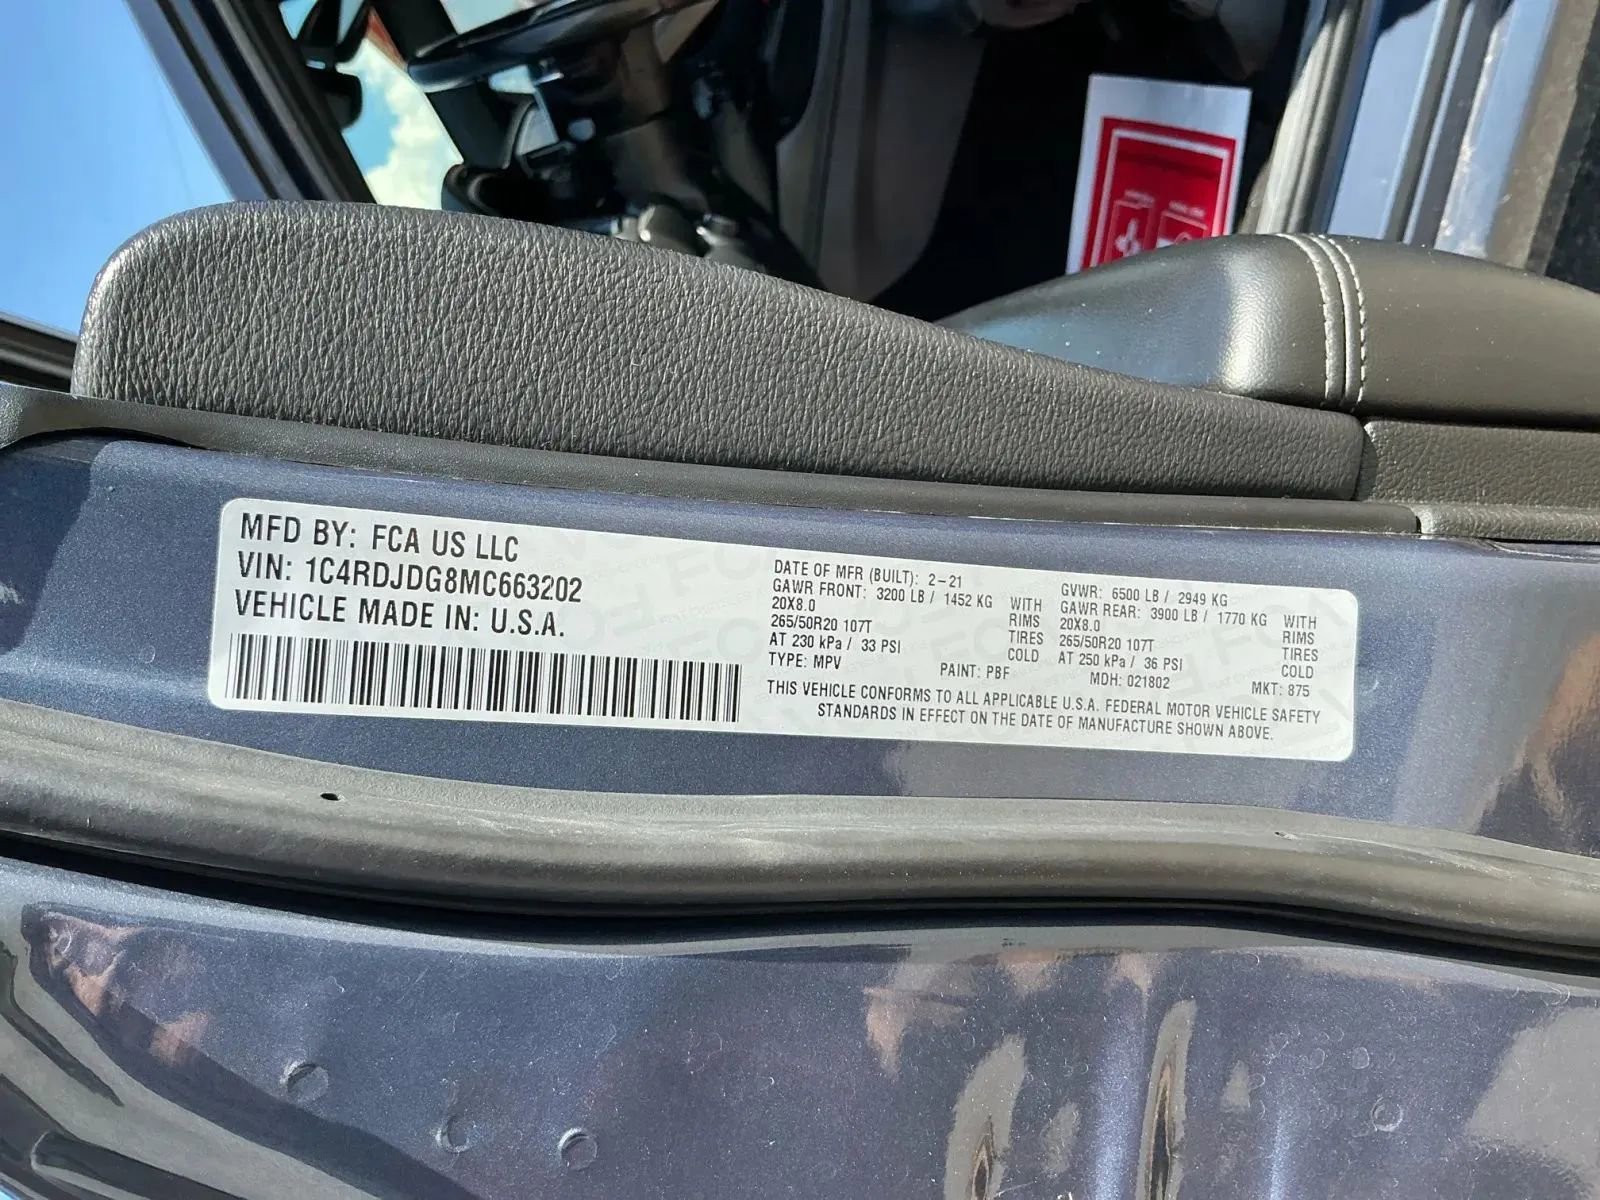 MFD BY: FCA US LLC
VIN: 1C4RDJDG8MC663202
VEHICLE MADE IN: U.S.A.
DATE OF MFR (BUILT): 2-21
GAWR FRONT: 3200 LB / 1452 KG WITH
20X8.0 RIMS
265/50R20 107T TIRES
AT 230 kPa / 33 PSI COLD
TYPE: MPV PAINT: PBF
GVWR: 6500 LB / 2949 KG
GAWR REAR: 3900 LB / 1770 KG WITH
20X8.0 RIMS
265/50R20 107T TIRES
AT 250 kPa / 36 PSI COLD
MDH: 021802 MKT: 875
THIS VEHICLE CONFORMS TO ALL APPLICABLE U.S.A. FEDERAL MOTOR VEHICLE SAFETY
STANDARDS IN EFFECT ON THE DATE OF MANUFACTURE SHOWN ABOVE.